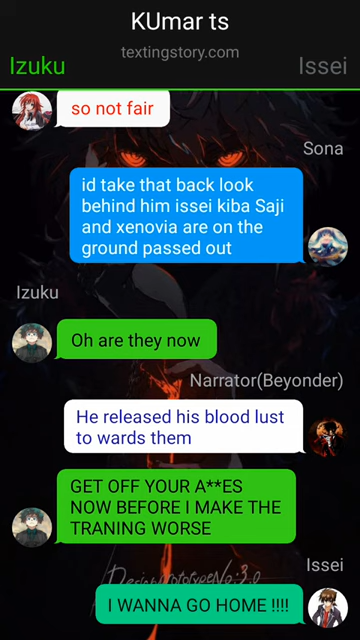 KUmar ts
textingstory.com
Izuku
Issei
so not fair
Sona
id take that back look
behind him issei kiba Saji
and xenovia are on the
ground passed out
Izuku
Oh are they now
Narrator(Beyonder)
He released his blood lust
to wards them
GET OFF YOUR A**ES
NOW BEFORE I MAKE THE
TRANING WORSE
Issei
I WANNA GO HOME !!!!